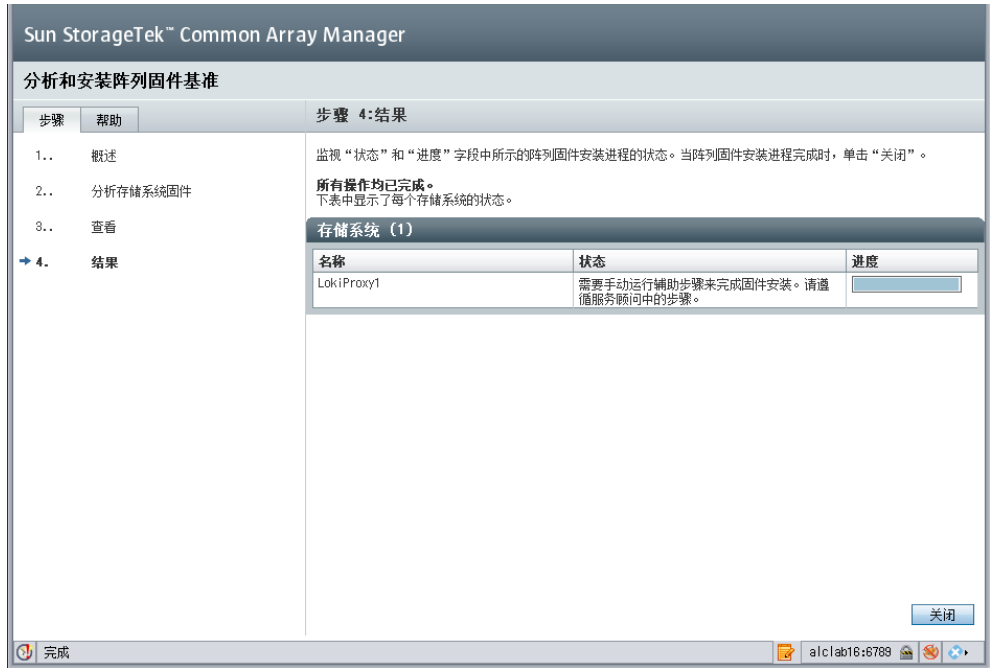 Sun StorageTek™ Common Array Manager
分析和安装阵列固件基准
步骤 帮助
步骤 4:结果
1.. 概述
2.. 分析存储系统固件
3.. 查看
4. 结果
监视“状态”和“进度”字段中所示的阵列固件安装进程的状态。当阵列固件安装进程完成时，单击“关闭”。
所有操作均已完成。
下表中显示了每个存储系统的状态。
存储系统 (1)
名称 状态 进度
LokiProxy1 需要手动运行辅助步骤来完成固件安装。请遵
循服务顾问中的步骤。
关闭
完成 alclab16:6789